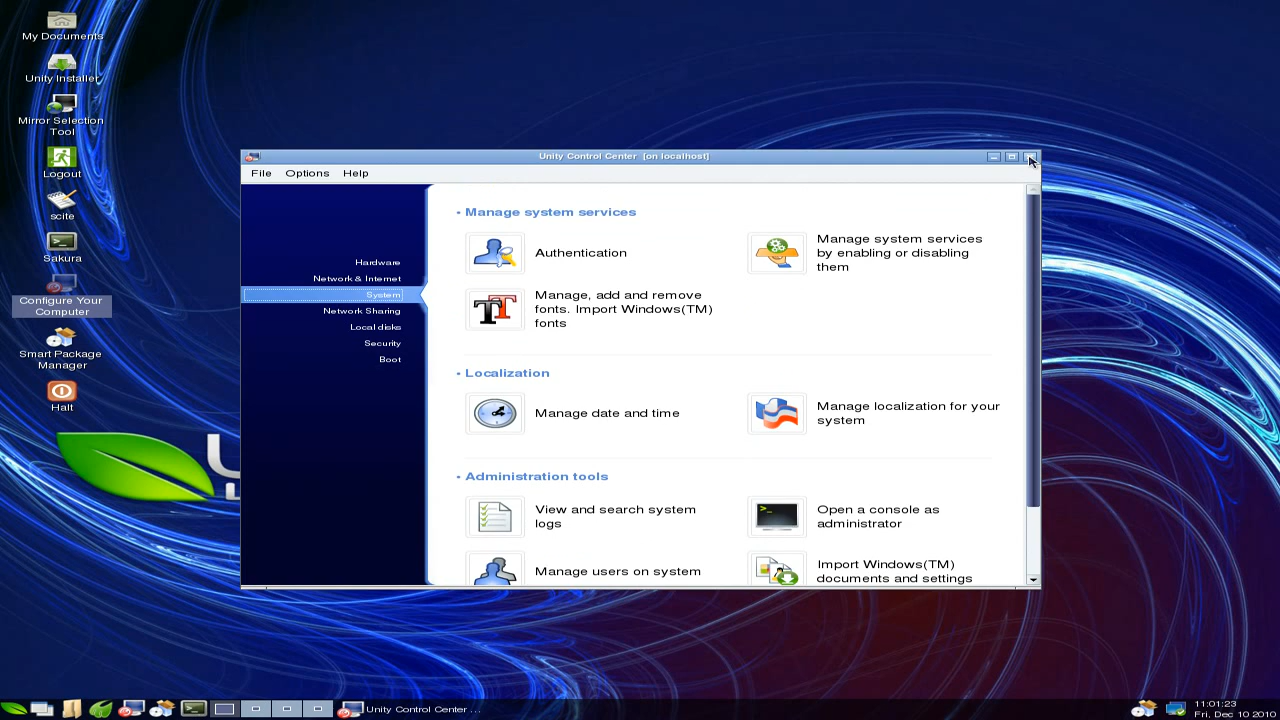 My Documents
Unity Installer
Mirror Selection
Tool
Logout
scite
Sakura
Configure Your
Computer
Smart Package
Manager
Halt
Unity Control Center [on localhost]
File Options Help
Hardware
Network & Internet
System
Network Sharing
Local disks
Security
Boot
• Manage system services
Authentication
Manage system services
by enabling or disabling
them
Manage, add and remove
fonts. Import Windows(TM)
fonts
• Localization
Manage date and time
Manage localization for your
system
• Administration tools
View and search system
logs
Open a console as
administrator
Manage users on system
Import Windows(TM)
documents and settings
Unity Control Center ...
11:01:23
Fri, Dec 10 2010